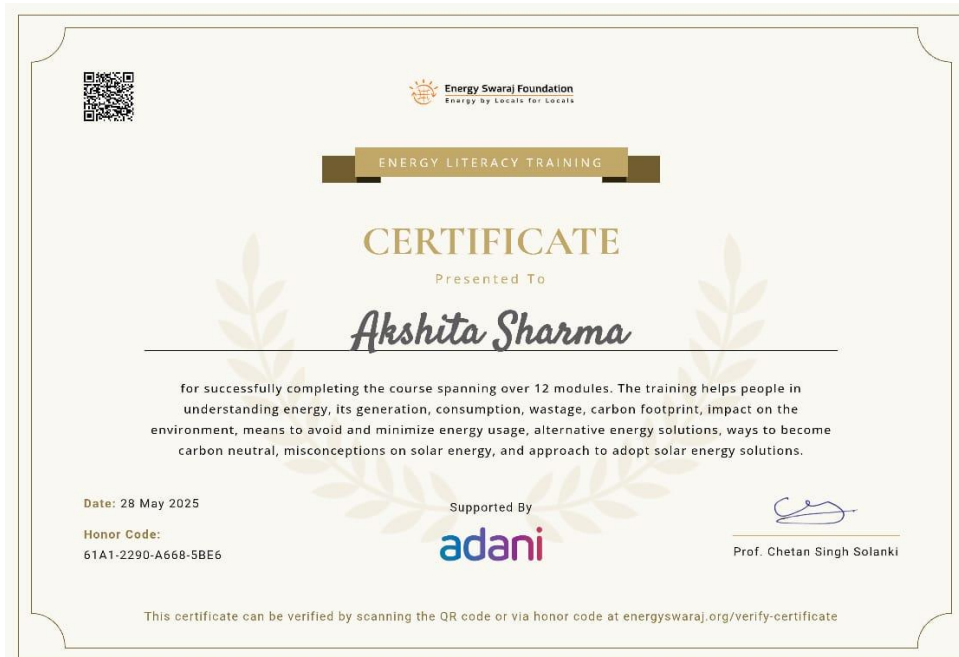 Energy Swaraj Foundation
Energy by Locals for Locals
ENERGY LITERACY TRAINING
CERTIFICATE
Presented To
Akshita Sharma
for successfully completing the course spanning over 12 modules. The training helps people in
understanding energy, its generation, consumption, wastage, carbon footprint, impact on the
environment, means to avoid and minimize energy usage, alternative energy solutions, ways to become
carbon neutral, misconceptions on solar energy, and approach to adopt solar energy solutions.
Date: 28 May 2025
Honor Code:
61A1-2290-A668-5BE6
Supported By
adani
Prof. Chetan Singh Solanki
This certificate can be verified by scanning the QR code or via honor code at energyswaraj.org/verify-certificate